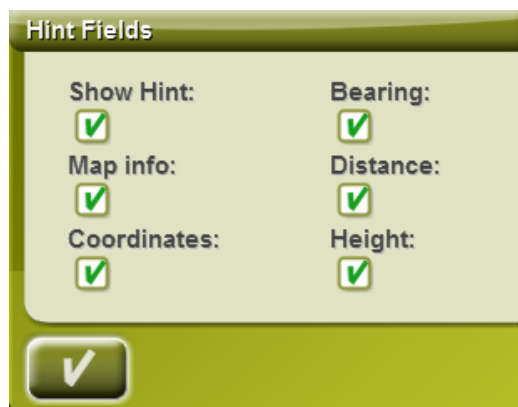 Hint Fields
Show Hint: Bearing:
Map info: Distance:
Coordinates: Height: